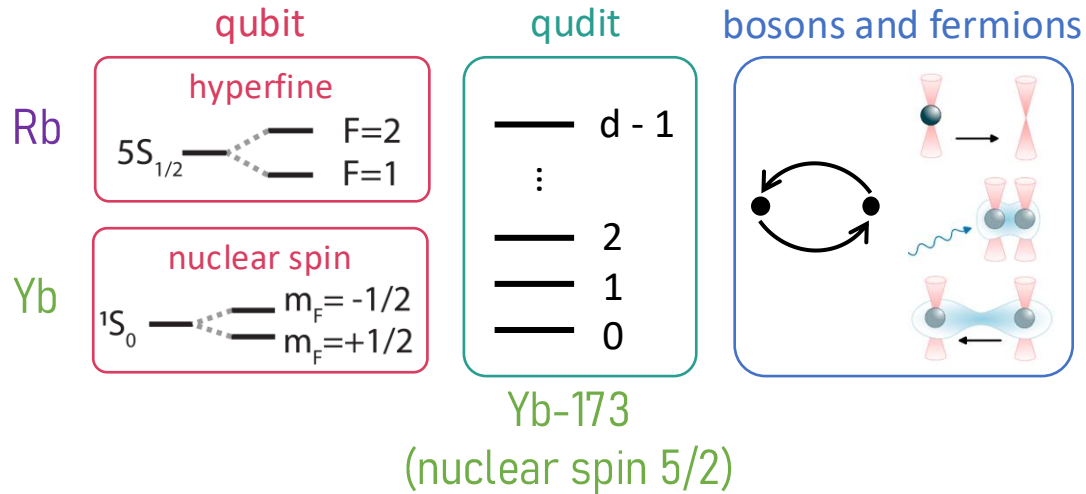 qubit
qudit
bosons and fermions
Rb
hyperfine
5S1/2
F=2
F=1
Yb
nuclear spin
¹S0
mF= -1/2
mF=+1/2
d - 1
⋮
2
1
0
Yb-173
(nuclear spin 5/2)